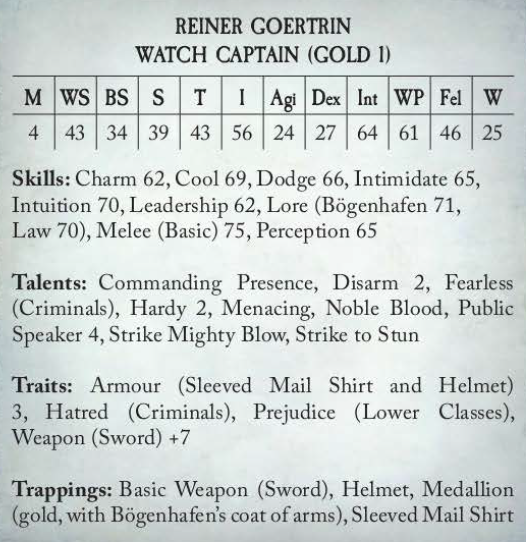 REINER GOERTRIN
WATCH CAPTAIN (GOLD 1)
M WS BS S T I Agi Dex Int WP Fel W
4 43 34 39 43 56 24 27 64 61 46 25
Skills: Charm 62, Cool 69, Dodge 66, Intimidate 65,
Intuition 70, Leadership 62, Lore (Bögenhafen 71,
Law 70), Melee (Basic) 75, Perception 65
Talents: Commanding Presence, Disarm 2, Fearless
(Criminals), Hardy 2, Menacing, Noble Blood, Public
Speaker 4, Strike Mighty Blow, Strike to Stun
Traits: Armour (Sleeved Mail Shirt and Helmet)
3, Hatred (Criminals), Prejudice (Lower Classes),
Weapon (Sword) +7
Trappings: Basic Weapon (Sword), Helmet, Medallion
(gold, with Bögenhafen's coat of arms), Sleeved Mail Shirt